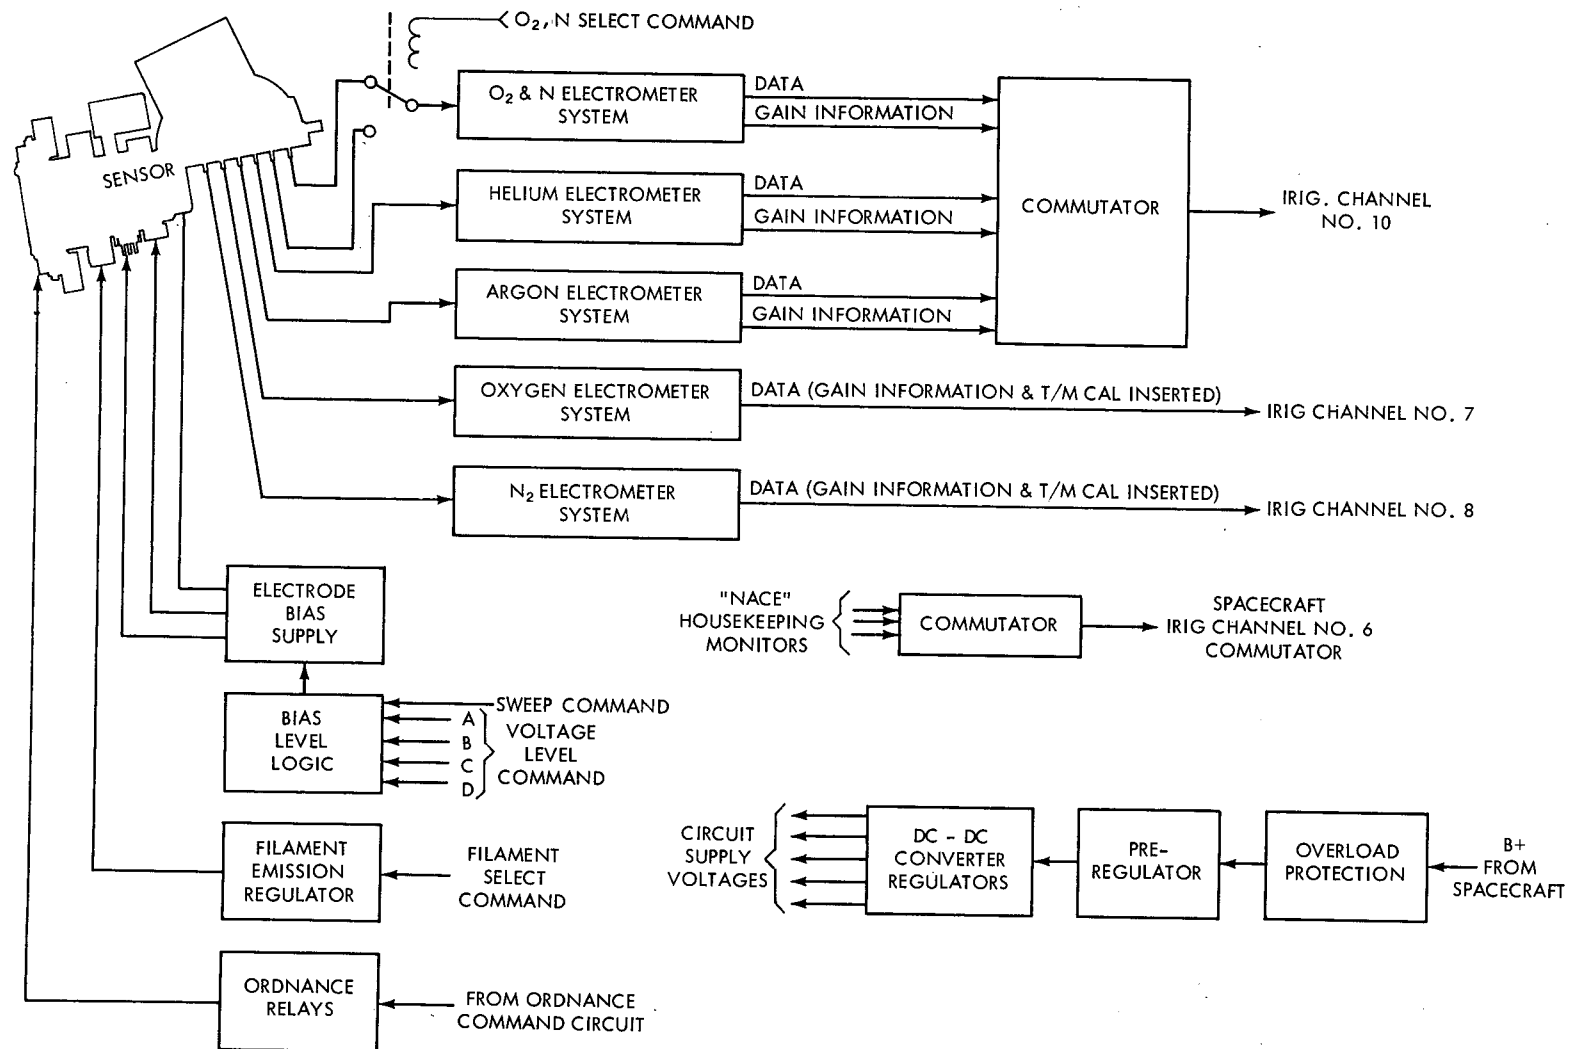 O₂, N SELECT COMMAND
SENSOR
O₂ & N ELECTROMETER
SYSTEM
DATA
GAIN INFORMATION
HELIUM ELECTROMETER
SYSTEM
DATA
GAIN INFORMATION
ARGON ELECTROMETER
SYSTEM
DATA
GAIN INFORMATION
COMMUTATOR
IRIG. CHANNEL
NO. 10
OXYGEN ELECTROMETER
SYSTEM
DATA (GAIN INFORMATION & T/M CAL INSERTED)
IRIG CHANNEL NO. 7
N₂ ELECTROMETER
SYSTEM
DATA (GAIN INFORMATION & T/M CAL INSERTED)
IRIG CHANNEL NO. 8
ELECTRODE
BIAS
SUPPLY
"NACE"
HOUSEKEEPING
MONITORS
COMMUTATOR
SPACECRAFT
IRIG CHANNEL NO. 6
COMMUTATOR
BIAS
LEVEL
LOGIC
SWEEP COMMAND
A
B
C
D
VOLTAGE
LEVEL
COMMAND
FILAMENT
EMISSION
REGULATOR
FILAMENT
SELECT
COMMAND
CIRCUIT
SUPPLY
VOLTAGES
DC - DC
CONVERTER
REGULATORS
PRE-
REGULATOR
OVERLOAD
PROTECTION
B+
FROM
SPACECRAFT
ORDNANCE
RELAYS
FROM ORDNANCE
COMMAND CIRCUIT